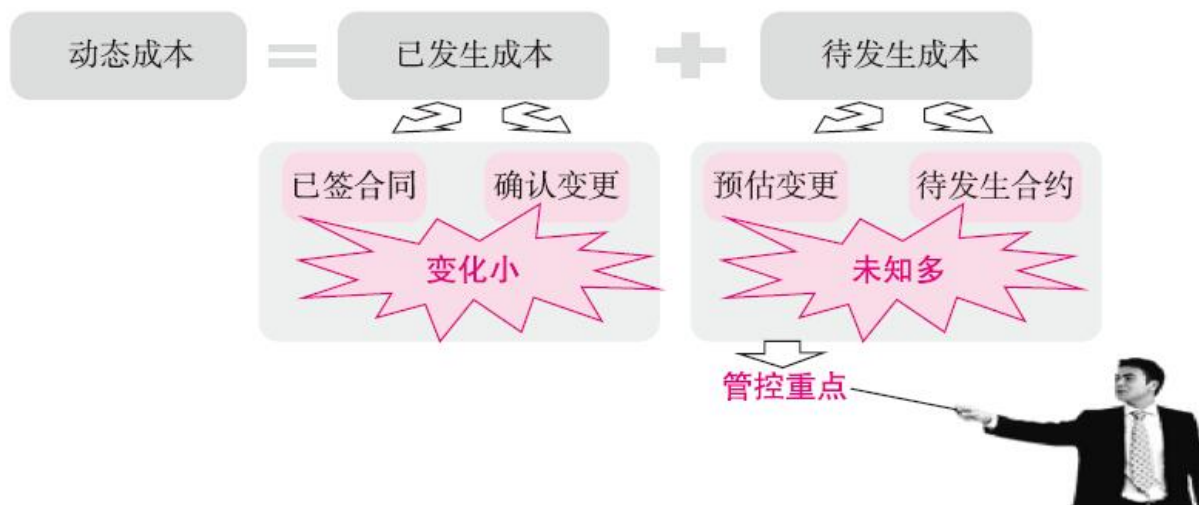 动态成本 = 已发生成本 + 待发生成本
已签合同 确认变更 预估变更 待发生合约
变化小 未知多
管控重点